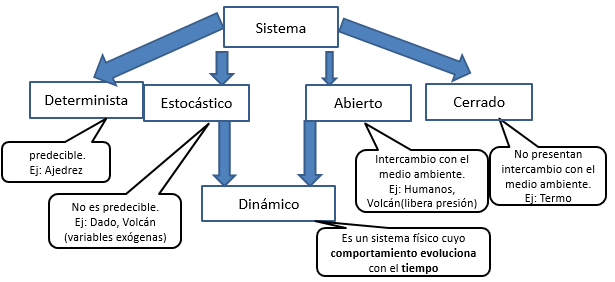 Sistema
Determinista
Estocástico
Abierto
Cerrado
predecible.
Ej: Ajedrez
No es predecible.
Ej: Dado, Volcán
(variables exógenas)
Intercambio con el
medio ambiente.
Ej: Humanos,
Volcán(libera presión)
No presentan
intercambio con el
medio ambiente.
Ej: Termo
Dinámico
Es un sistema físico cuyo
comportamiento evoluciona
con el tiempo